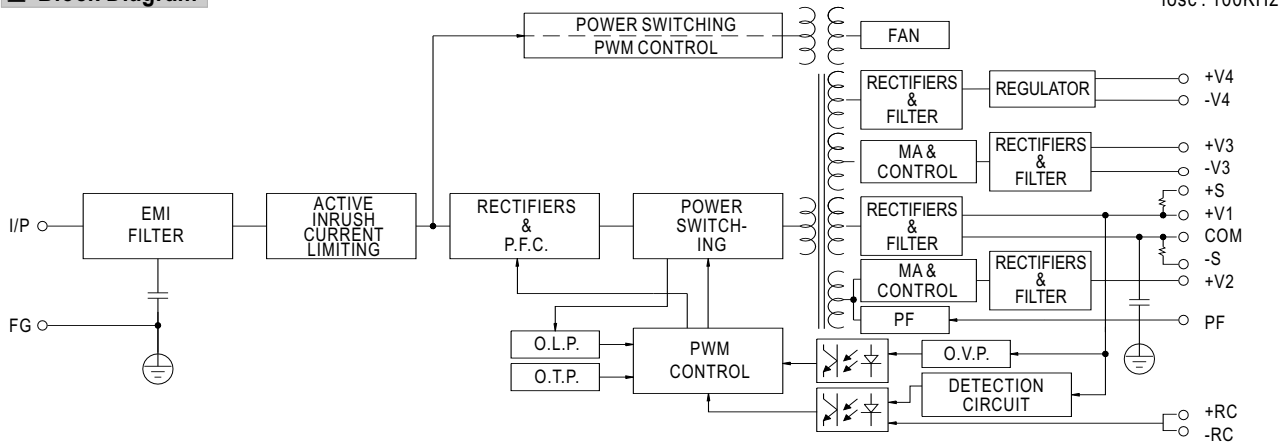 Block Diagram
fosc : 100KHz
POWER SWITCHING
PWM CONTROL
FAN
RECTIFIERS
&
FILTER
REGULATOR
+V4
-V4
MA &
CONTROL
RECTIFIERS
&
FILTER
+V3
-V3
I/P
EMI
FILTER
ACTIVE
INRUSH
CURRENT
LIMITING
RECTIFIERS
&
P.F.C.
POWER
SWITCH-
ING
RECTIFIERS
&
FILTER
+S
+V1
COM
-S
MA &
CONTROL
RECTIFIERS
&
FILTER
+V2
FG
PF
PF
O.L.P.
O.T.P.
PWM
CONTROL
O.V.P.
DETECTION
CIRCUIT
+RC
-RC